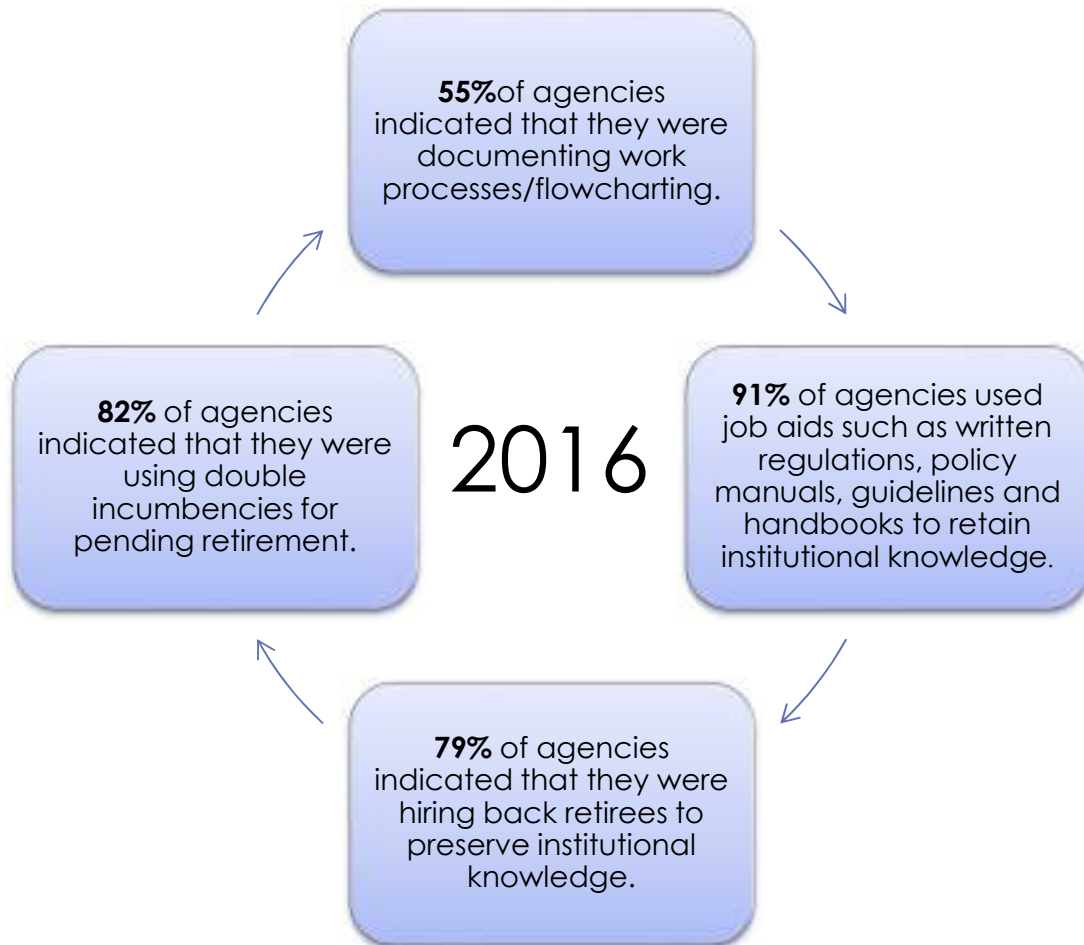 55%of agencies
indicated that they were
documenting work
processes/flowcharting.
91% of agencies used
job aids such as written
regulations, policy
manuals, guidelines and
handbooks to retain
institutional knowledge.
79% of agencies
indicated that they were
hiring back retirees to
preserve institutional
knowledge.
82% of agencies
indicated that they were
using double
incumbencies for
pending retirement.
2016